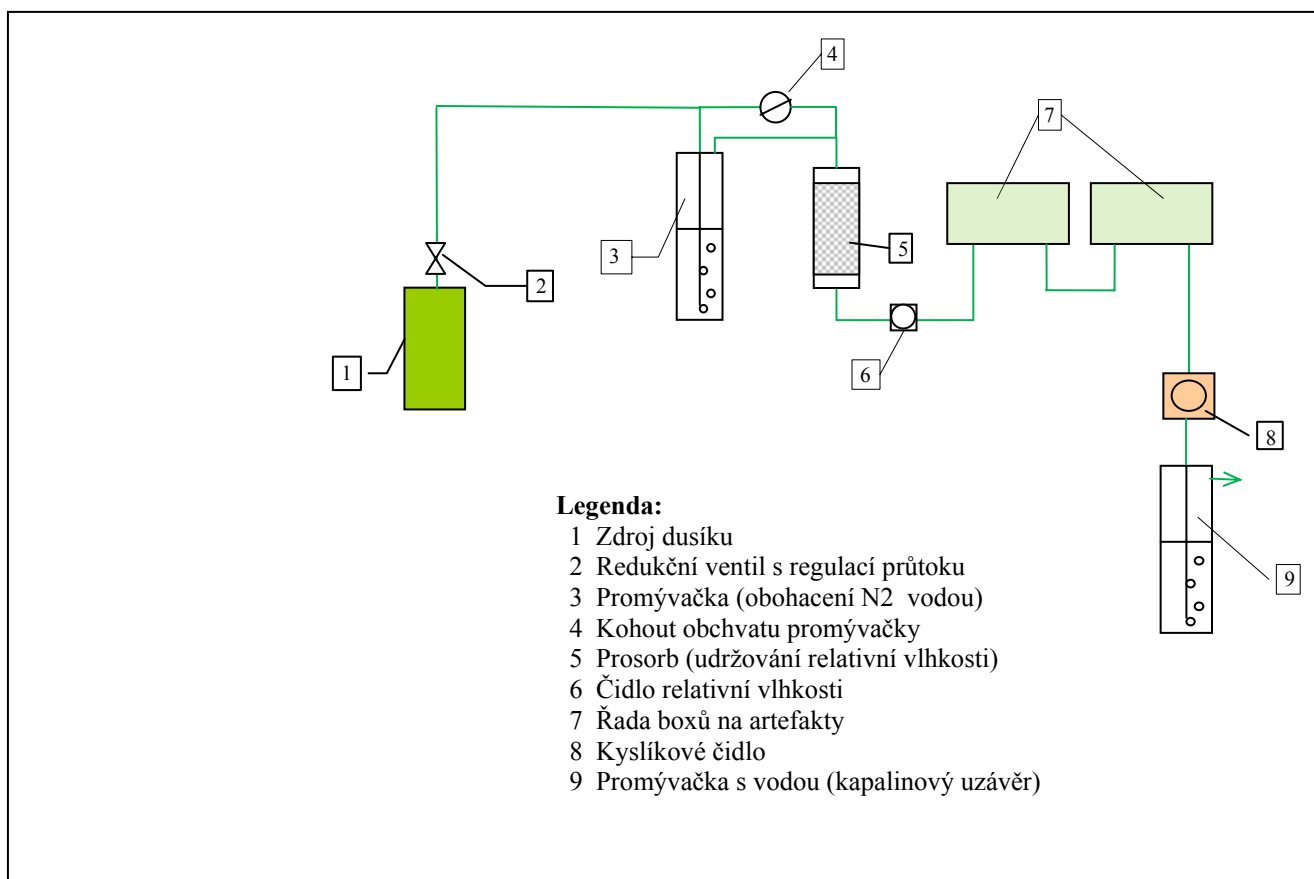 4
7
3
5
2
6
1
8
9
Legenda:
1 Zdroj dusíku
2 Redukční ventil s regulací průtoku
3 Promývačka (obohacení N2 vodou)
4 Kohout obchvatu promývačky
5 Prosorb (udržování relativní vlhkosti)
6 Čidlo relativní vlhkosti
7 Řada boxů na artefakty
8 Kyslíkové čidlo
9 Promývačka s vodou (kapalinový uzávěr)